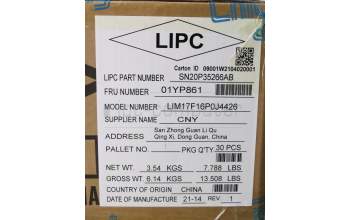 LIPC
Carton ID 09001W2104020001
LIPC PART NUMBER SN20P35266AB
FRU NUMBER 01YP861
MODEL NUMBER LIM17F16P0J4426
SUPPLIER NAME CNY
ADDRESS San Zhong Guan Li Qu
Qing Xi, Dong Guan, China
PALLET NO. - PKG Q'TY 30 PCS
NET WT. 3.54 KGS 7.788 LBS
GROSS WT. 6.14 KGS 13.508 LBS
COUNTRY OF ORIGIN CHINA
DATE OF MANUFACTURY 21-14 REV. 1